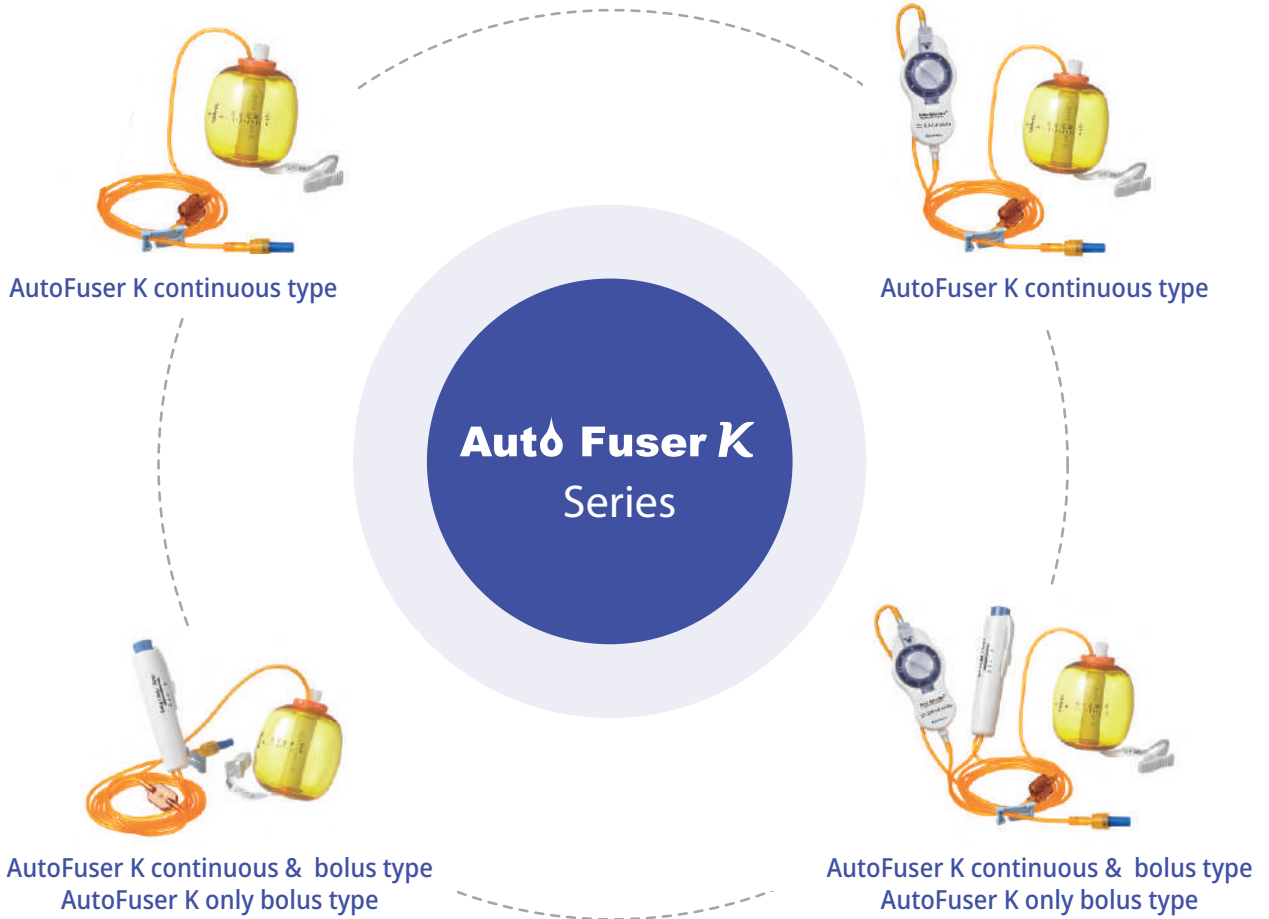 AutoFuser K continuous type
AutoFuser K continuous type
Auto Fuser K
Series
AutoFuser K continuous & bolus type
AutoFuser K only bolus type
AutoFuser K continuous & bolus type
AutoFuser K only bolus type